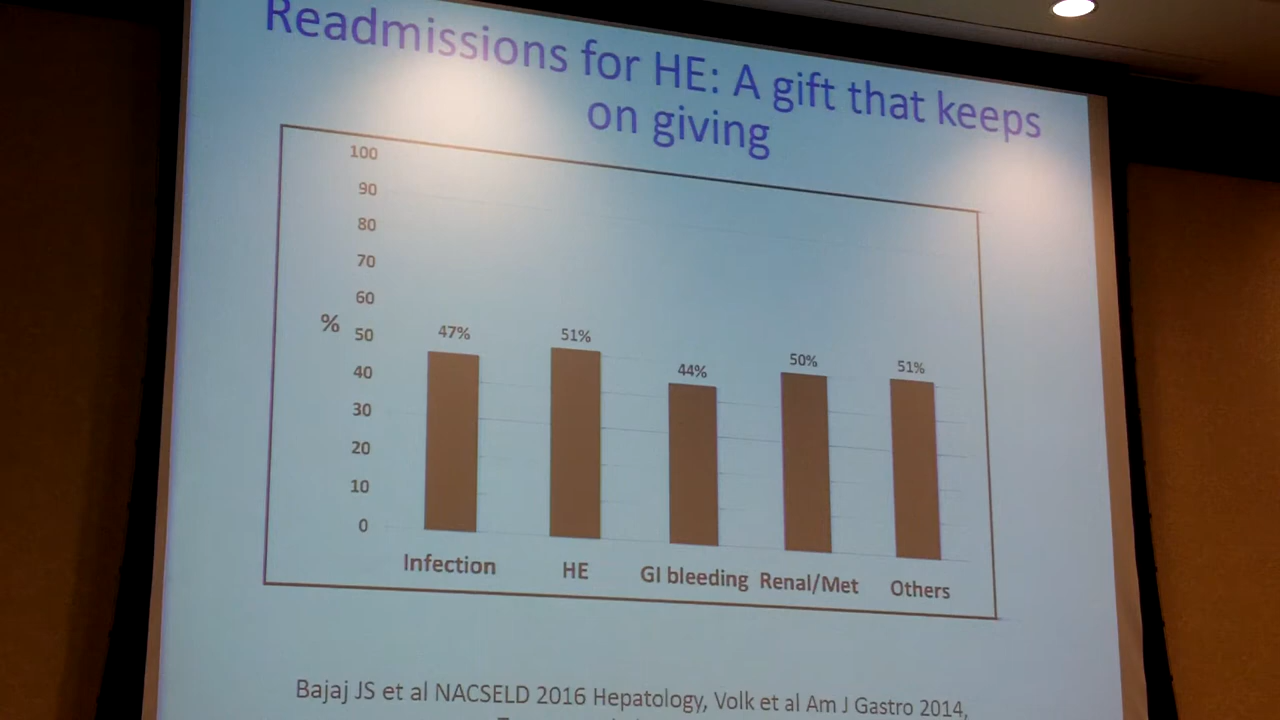 Readmissions for HE: A gift that keeps
on giving
100
90
80
70
60
%
50
40
30
20
10
0
47%
51%
44%
50%
51%
Infection
HE
GI bleeding
Renal/Met
Others
Bajaj JS et al NACSELD 2016 Hepatology, Volk et al Am J Gastro 2014,